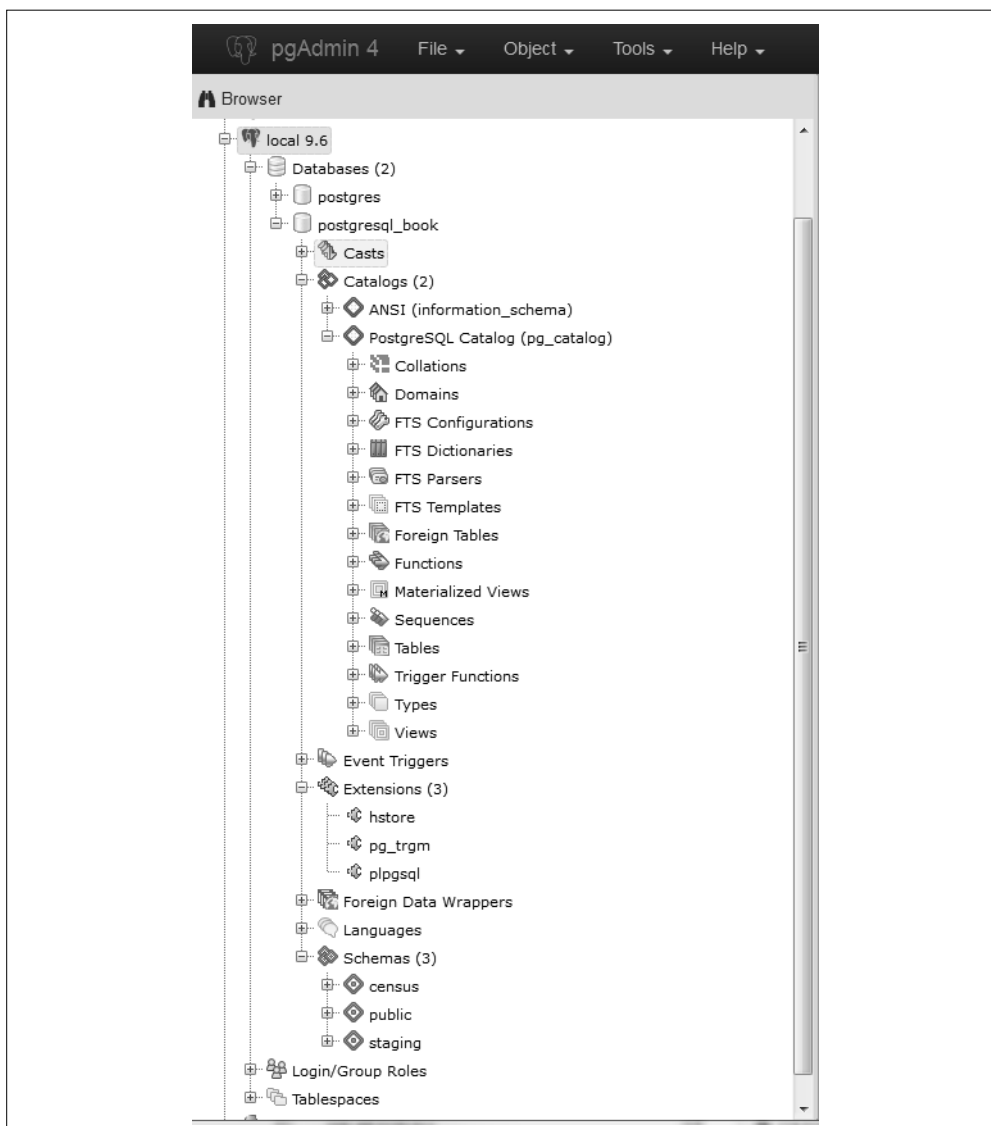 pgAdmin 4 File Object Tools Help
Browser
local 9.6
Databases (2)
postgres
postgresql_book
Casts
Catalogs (2)
ANSI (information_schema)
PostgreSQL Catalog (pg_catalog)
Collations
Domains
FTS Configurations
FTS Dictionaries
FTS Parsers
FTS Templates
Foreign Tables
Functions
Materialized Views
Sequences
Tables
Trigger Functions
Types
Views
Event Triggers
Extensions (3)
hstore
pg_trgm
plpgsql
Foreign Data Wrappers
Languages
Schemas (3)
census
public
staging
Login/Group Roles
Tablespaces